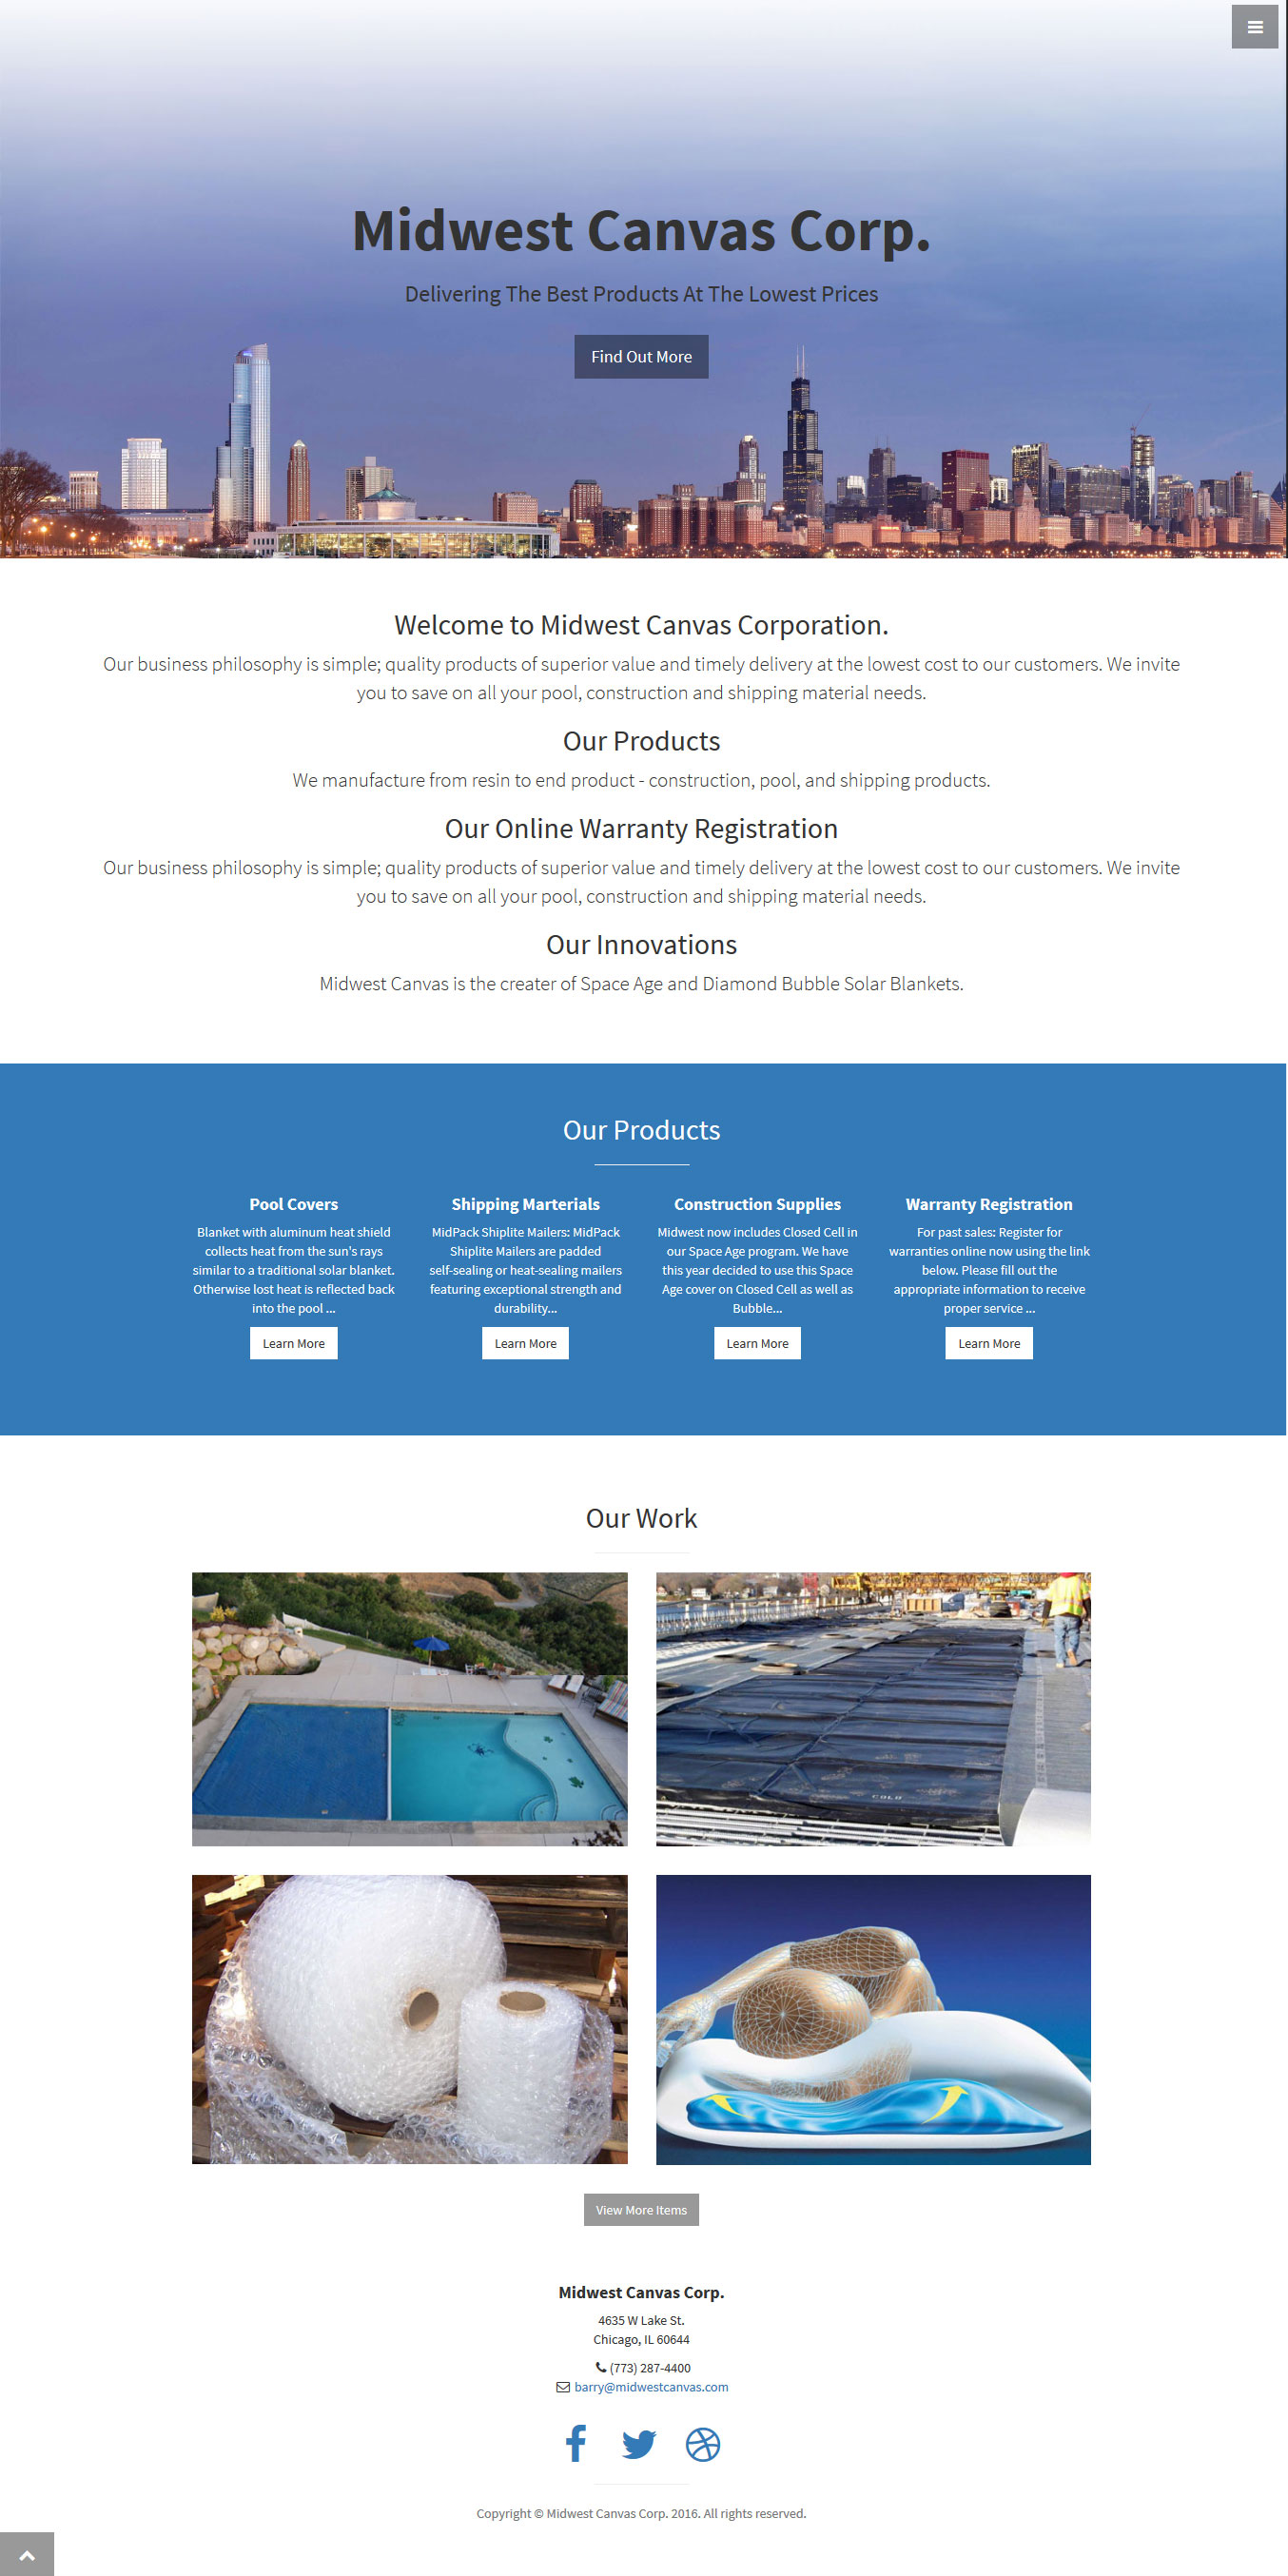 Midwest Canvas Corp.
Delivering The Best Products At The Lowest Prices
Find Out More
Welcome to Midwest Canvas Corporation.
Our business philosophy is simple; quality products of superior value and timely delivery at the lowest cost to our customers. We invite
you to save on all your pool, construction and shipping material needs.
Our Products
We manufacture from resin to end product - construction, pool, and shipping products.
Our Online Warranty Registration
Our business philosophy is simple; quality products of superior value and timely delivery at the lowest cost to our customers. We invite
you to save on all your pool, construction and shipping material needs.
Our Innovations
Midwest Canvas is the creater of Space Age and Diamond Bubble Solar Blankets.
Our Products
Pool Covers
Blanket with aluminum heat shield
collects heat from the sun's rays
similar to a traditional solar blanket.
Otherwise lost heat is reflected back
into the pool ...
Learn More
Shipping Marterials
MidPack Shiplite Mailers: MidPack
Shiplite Mailers are padded
self-sealing or heat-sealing mailers
featuring exceptional strength and
durability...
Learn More
Construction Supplies
Midwest now includes Closed Cell in
our Space Age program. We have
this year decided to use this Space
Age cover on Closed Cell as well as
Bubble...
Learn More
Warranty Registration
For past sales: Register for
warranties online now using the link
below. Please fill out the
appropriate information to receive
proper service ...
Learn More
Our Work
COLD
View More Items
Midwest Canvas Corp.
4635 W Lake St.
Chicago, IL 60644
(773) 287-4400
barry@midwestcanvas.com
Copyright © Midwest Canvas Corp. 2016. All rights reserved.